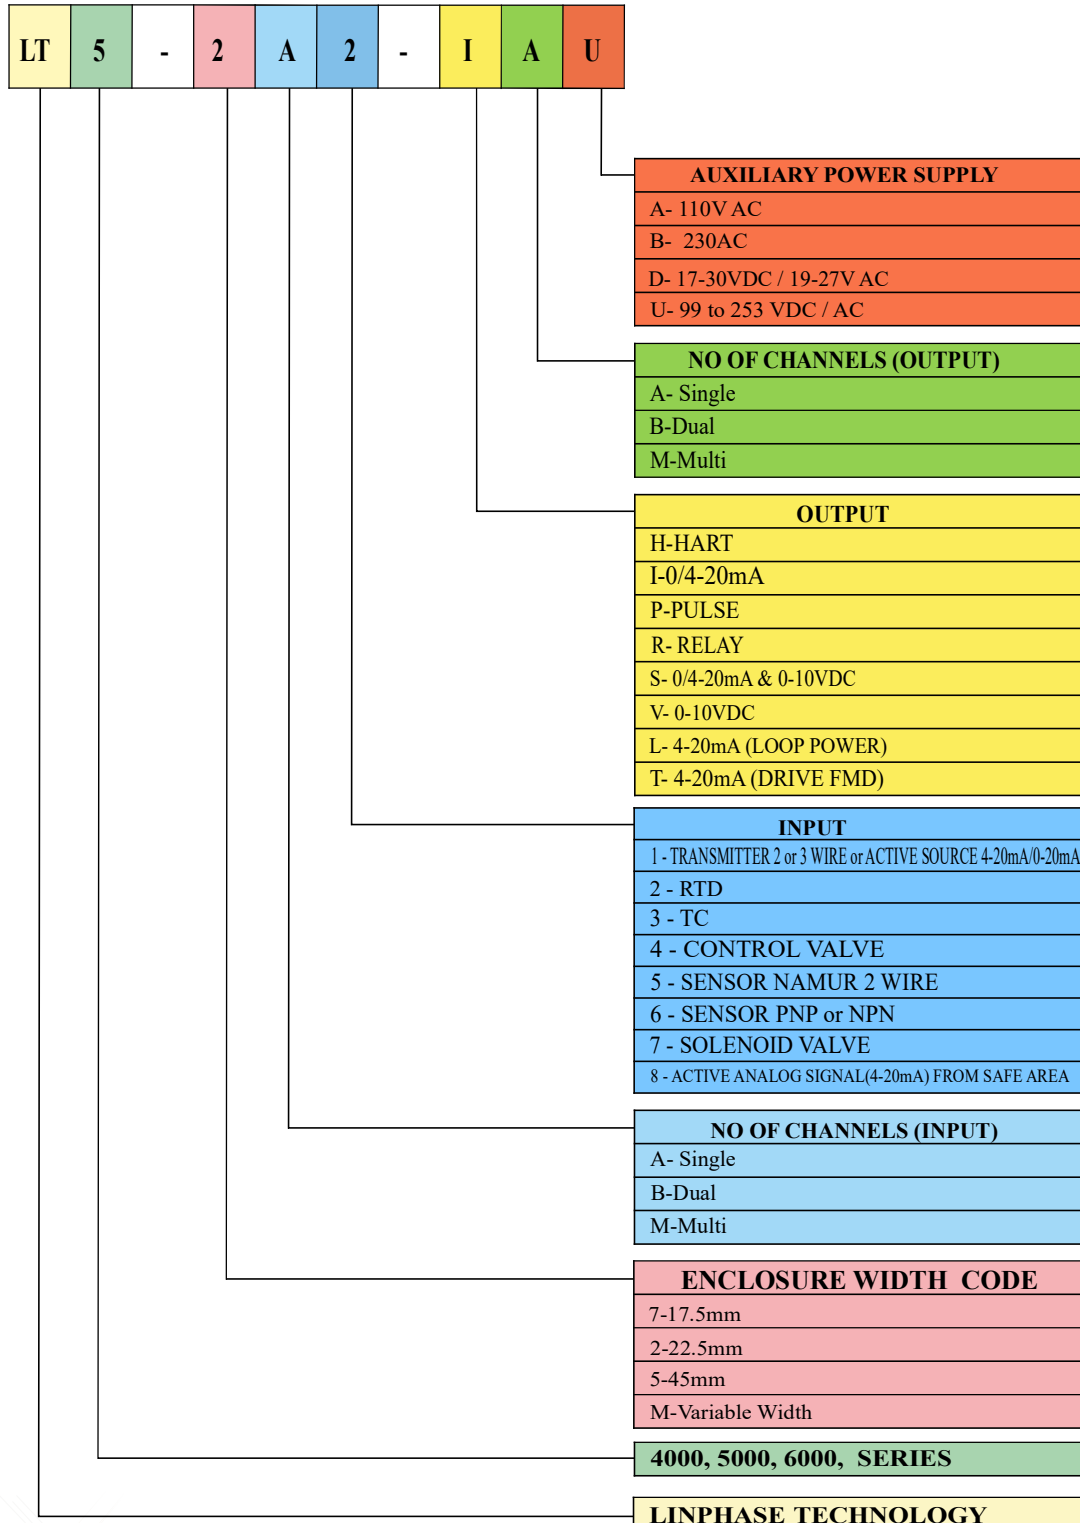 LT 5 - 2 A 2 - I A U
AUXILIARY POWER SUPPLY
A- 110V AC
B- 230AC
D- 17-30VDC / 19-27V AC
U- 99 to 253 VDC / AC
NO OF CHANNELS (OUTPUT)
A- Single
B-Dual
M-Multi
OUTPUT
H-HART
I-0/4-20mA
P-PULSE
R- RELAY
S- 0/4-20mA & 0-10VDC
V- 0-10VDC
L- 4-20mA (LOOP POWER)
T- 4-20mA (DRIVE FMD)
INPUT
1 - TRANSMITTER 2 or 3 WIRE or ACTIVE SOURCE 4-20mA/0-20mA
2 - RTD
3 - TC
4 - CONTROL VALVE
5 - SENSOR NAMUR 2 WIRE
6 - SENSOR PNP or NPN
7 - SOLENOID VALVE
8 - ACTIVE ANALOG SIGNAL(4-20mA) FROM SAFE AREA
NO OF CHANNELS (INPUT)
A- Single
B-Dual
M-Multi
ENCLOSURE WIDTH CODE
7-17.5mm
2-22.5mm
5-45mm
M-Variable Width
4000, 5000, 6000, SERIES
LINPHASE TECHNOLOGY